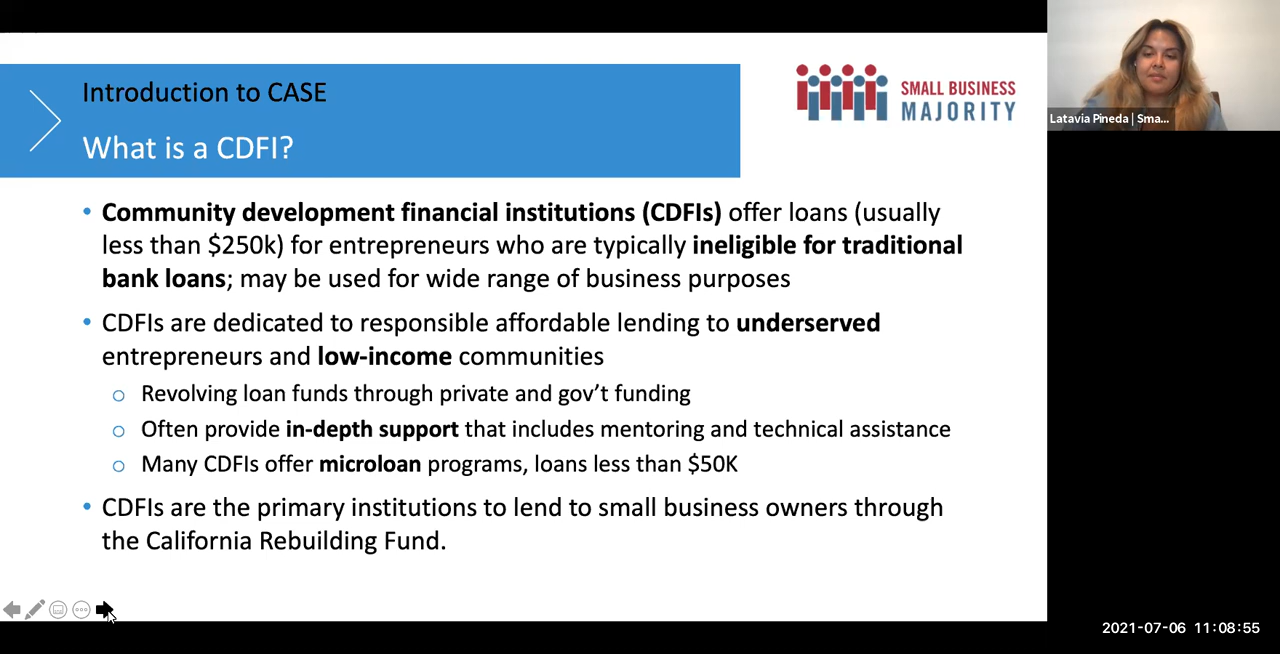 Introduction to CASE
What is a CDFI?
SMALL BUSINESS
MAJORITY
Latavia Pineda | Sma...
• Community development financial institutions (CDFIs) offer loans (usually
less than $250k) for entrepreneurs who are typically ineligible for traditional
bank loans; may be used for wide range of business purposes
• CDFIs are dedicated to responsible affordable lending to underserved
entrepreneurs and low-income communities
o Revolving loan funds through private and gov’t funding
o Often provide in-depth support that includes mentoring and technical assistance
o Many CDFIs offer microloan programs, loans less than $50K
• CDFIs are the primary institutions to lend to small business owners through
the California Rebuilding Fund.
2021-07-06 11:08:55